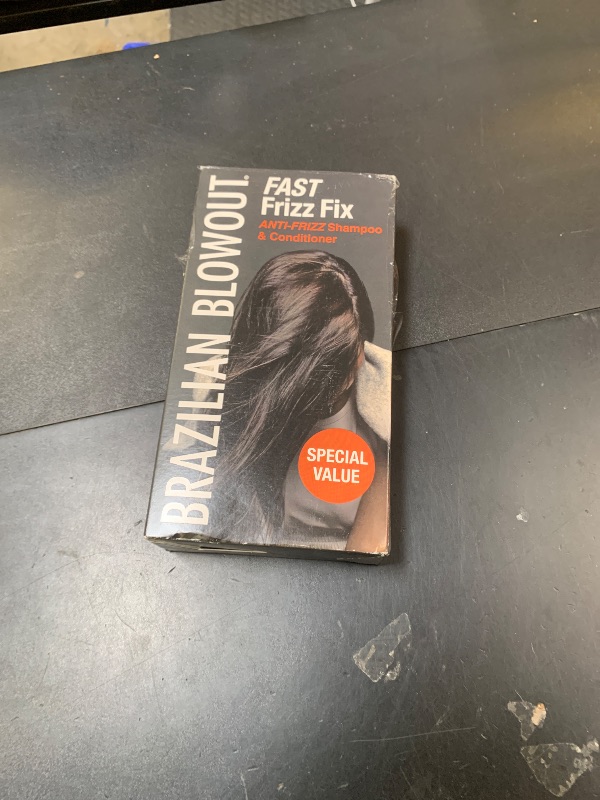 BRAZILIAN BLOWOUT®
FAST
Frizz Fix
ANTI-FRIZZ Shampoo
& Conditioner
SPECIAL
VALUE